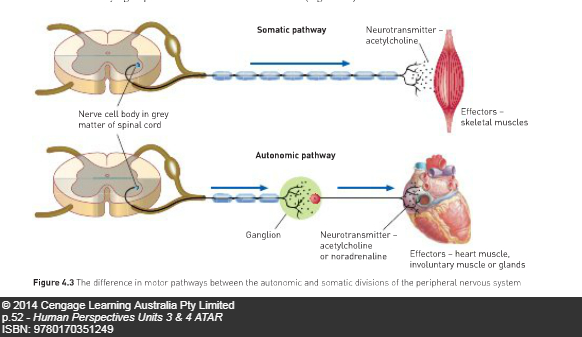 Somatic pathway
Neurotransmitter –
acetylcholine
Nerve cell body in grey
matter of spinal cord
Effectors –
skeletal muscles
Autonomic pathway
Ganglion
Neurotransmitter –
acetylcholine
or noradrenaline
Effectors – heart muscle,
involuntary muscle or glands
Figure 4.3 The difference in motor pathways between the autonomic and somatic divisions of the peripheral nervous system
© 2014 Cengage Learning Australia Pty Limited
p.52 - Human Perspectives Units 3 & 4 ATAR
ISBN: 9780170351249